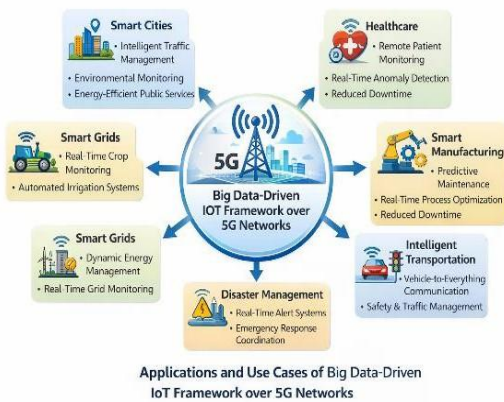 Smart Cities
• Intelligent Traffic
Management
• Environmental Monitoring
• Energy-Efficient Public Services
Healthcare
• Remote Patient
Monitoring
• Real-Time Anomaly Detection
• Reduced Downtime
Smart Grids
• Real-Time Crop
Monitoring
• Automated Irrigation Systems
5G
Big Data-Driven
IOT Framework over
5G Networks
Smart
Manufacturing
• Predictive
Maintenance
• Real-Time Process Optimization
• Reduced Downtime
Smart Grids
• Dynamic Energy
Management
• Real-Time Grid Monitoring
Disaster Management
• Real-Time Alert Systems
• Emergency Response
Coordination
Intelligent
Transportation
• Vehicle-to-Everything
Communication
• Safety & Traffic Management
Applications and Use Cases of Big Data-Driven
IoT Framework over 5G Networks